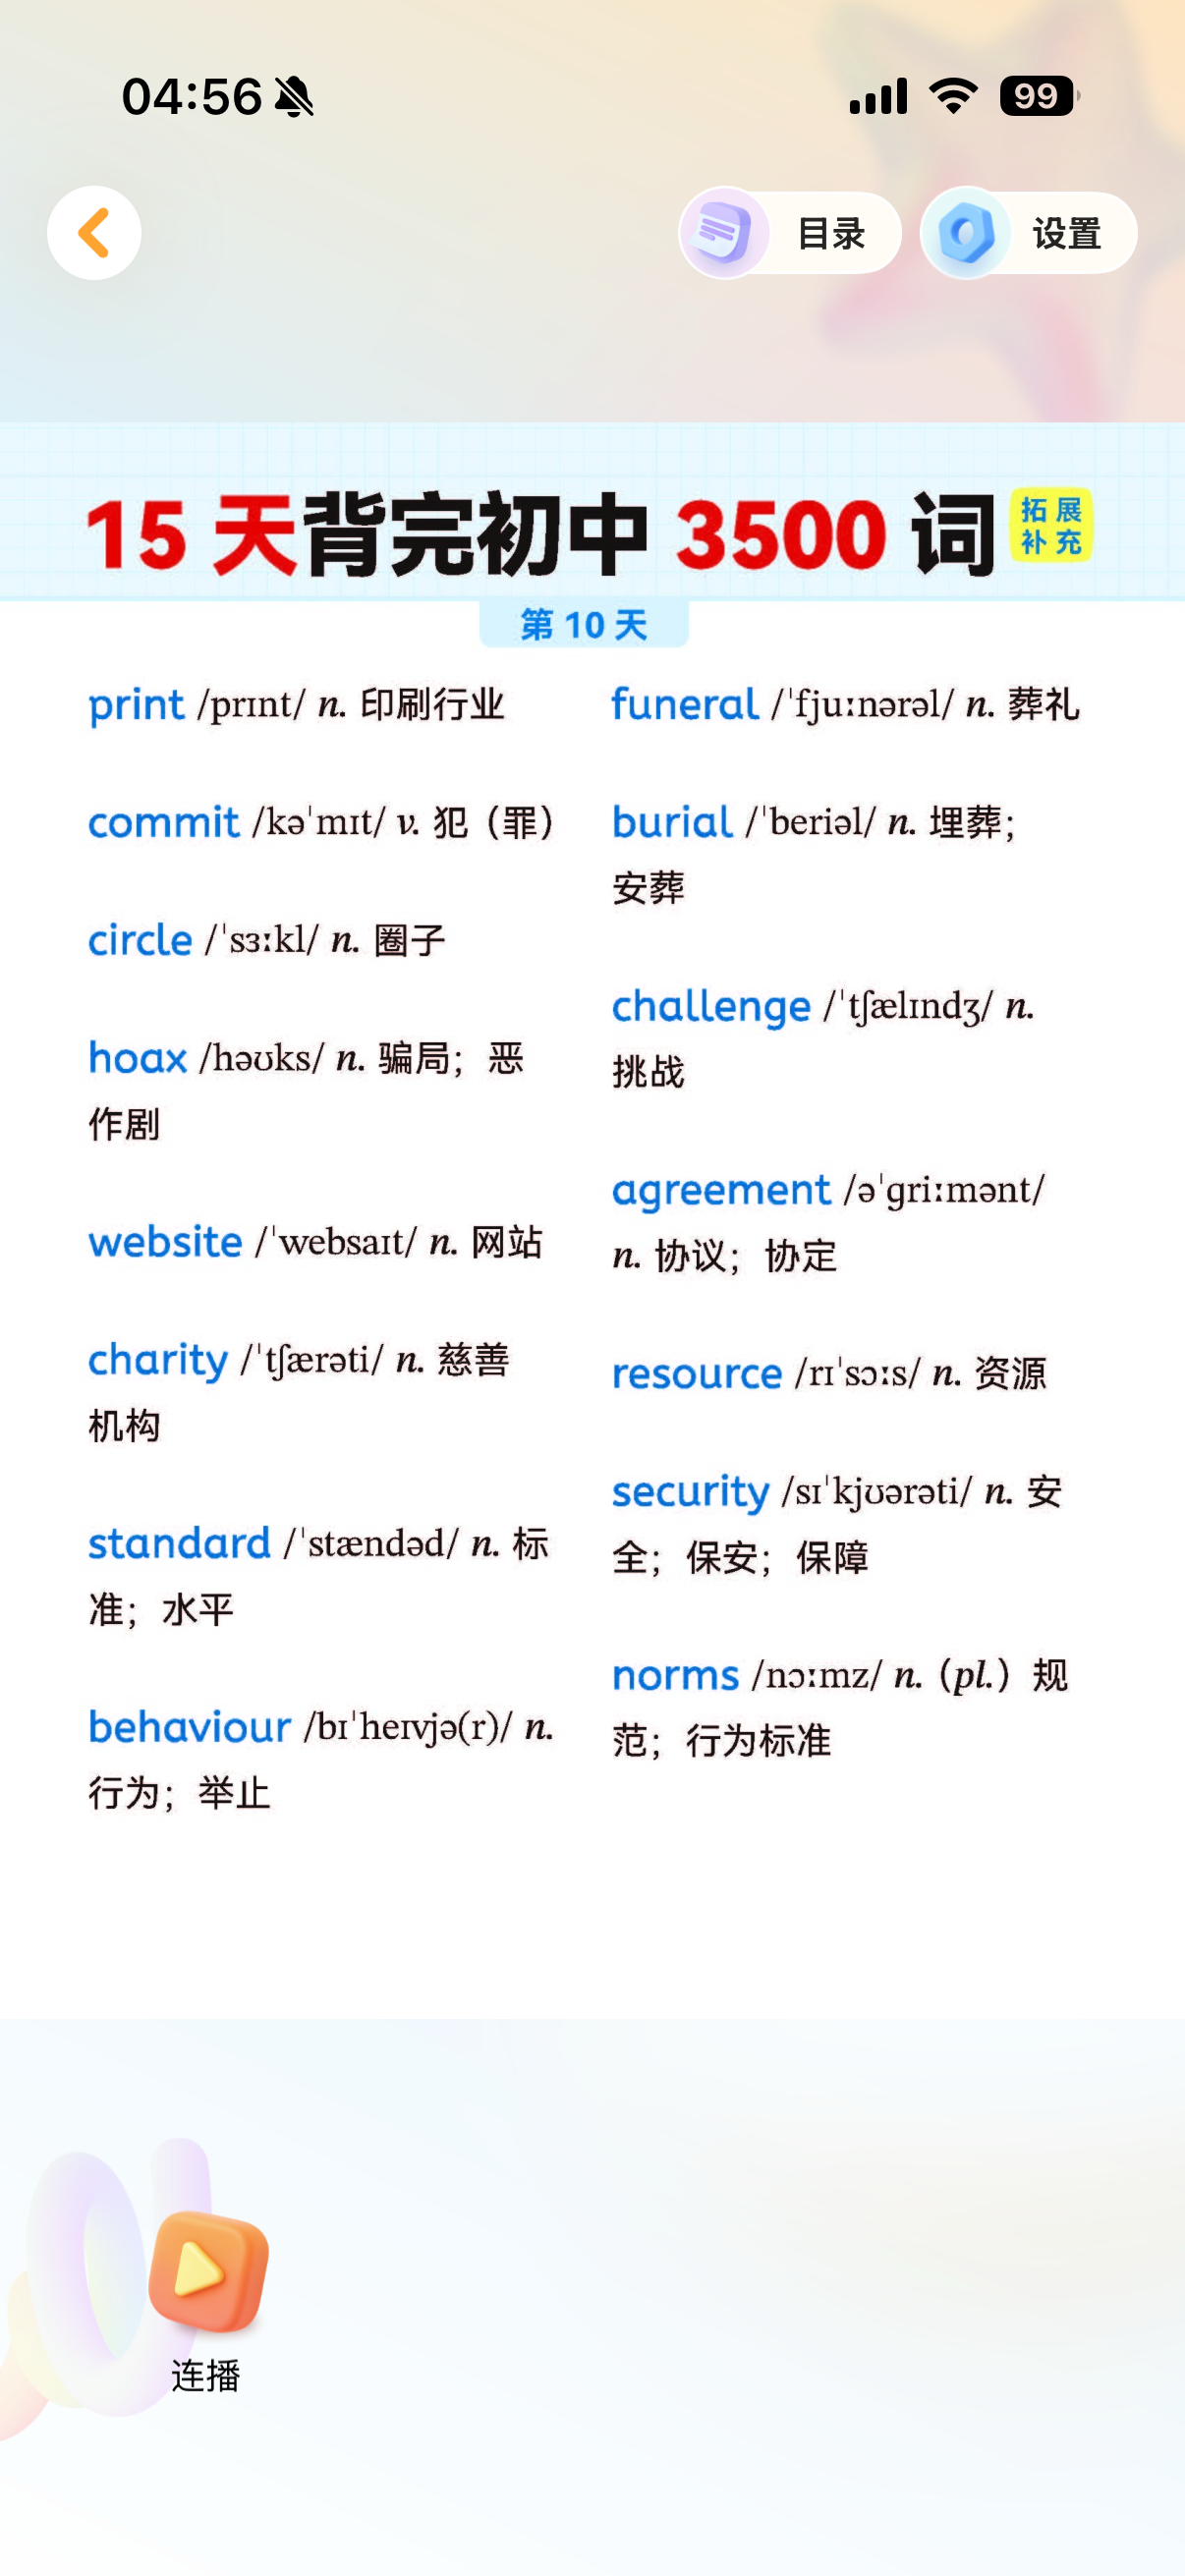 04:56
99
目录
设置
15 天背完初中 3500 词 拓展补充
第 10 天
print /prɪnt/ n. 印刷行业
commit /kəˈmɪt/ v. 犯（罪）
circle /ˈsɜːkl/ n. 圈子
hoax /həʊks/ n. 骗局；恶
作剧
website /ˈwebsaɪt/ n. 网站
charity /ˈtʃærəti/ n. 慈善
机构
standard /ˈstændəd/ n. 标
准；水平
behaviour /bɪˈheɪvjə(r)/ n.
行为；举止
funeral /ˈfjuːnərəl/ n. 葬礼
burial /ˈberiəl/ n. 埋葬；
安葬
challenge /ˈtʃælɪndʒ/ n.
挑战
agreement /əˈɡriːmənt/
n. 协议；协定
resource /rɪˈsɔːs/ n. 资源
security /sɪˈkjʊərəti/ n. 安
全；保安；保障
norms /nɔːmz/ n.（pl.）规
范；行为标准
连播